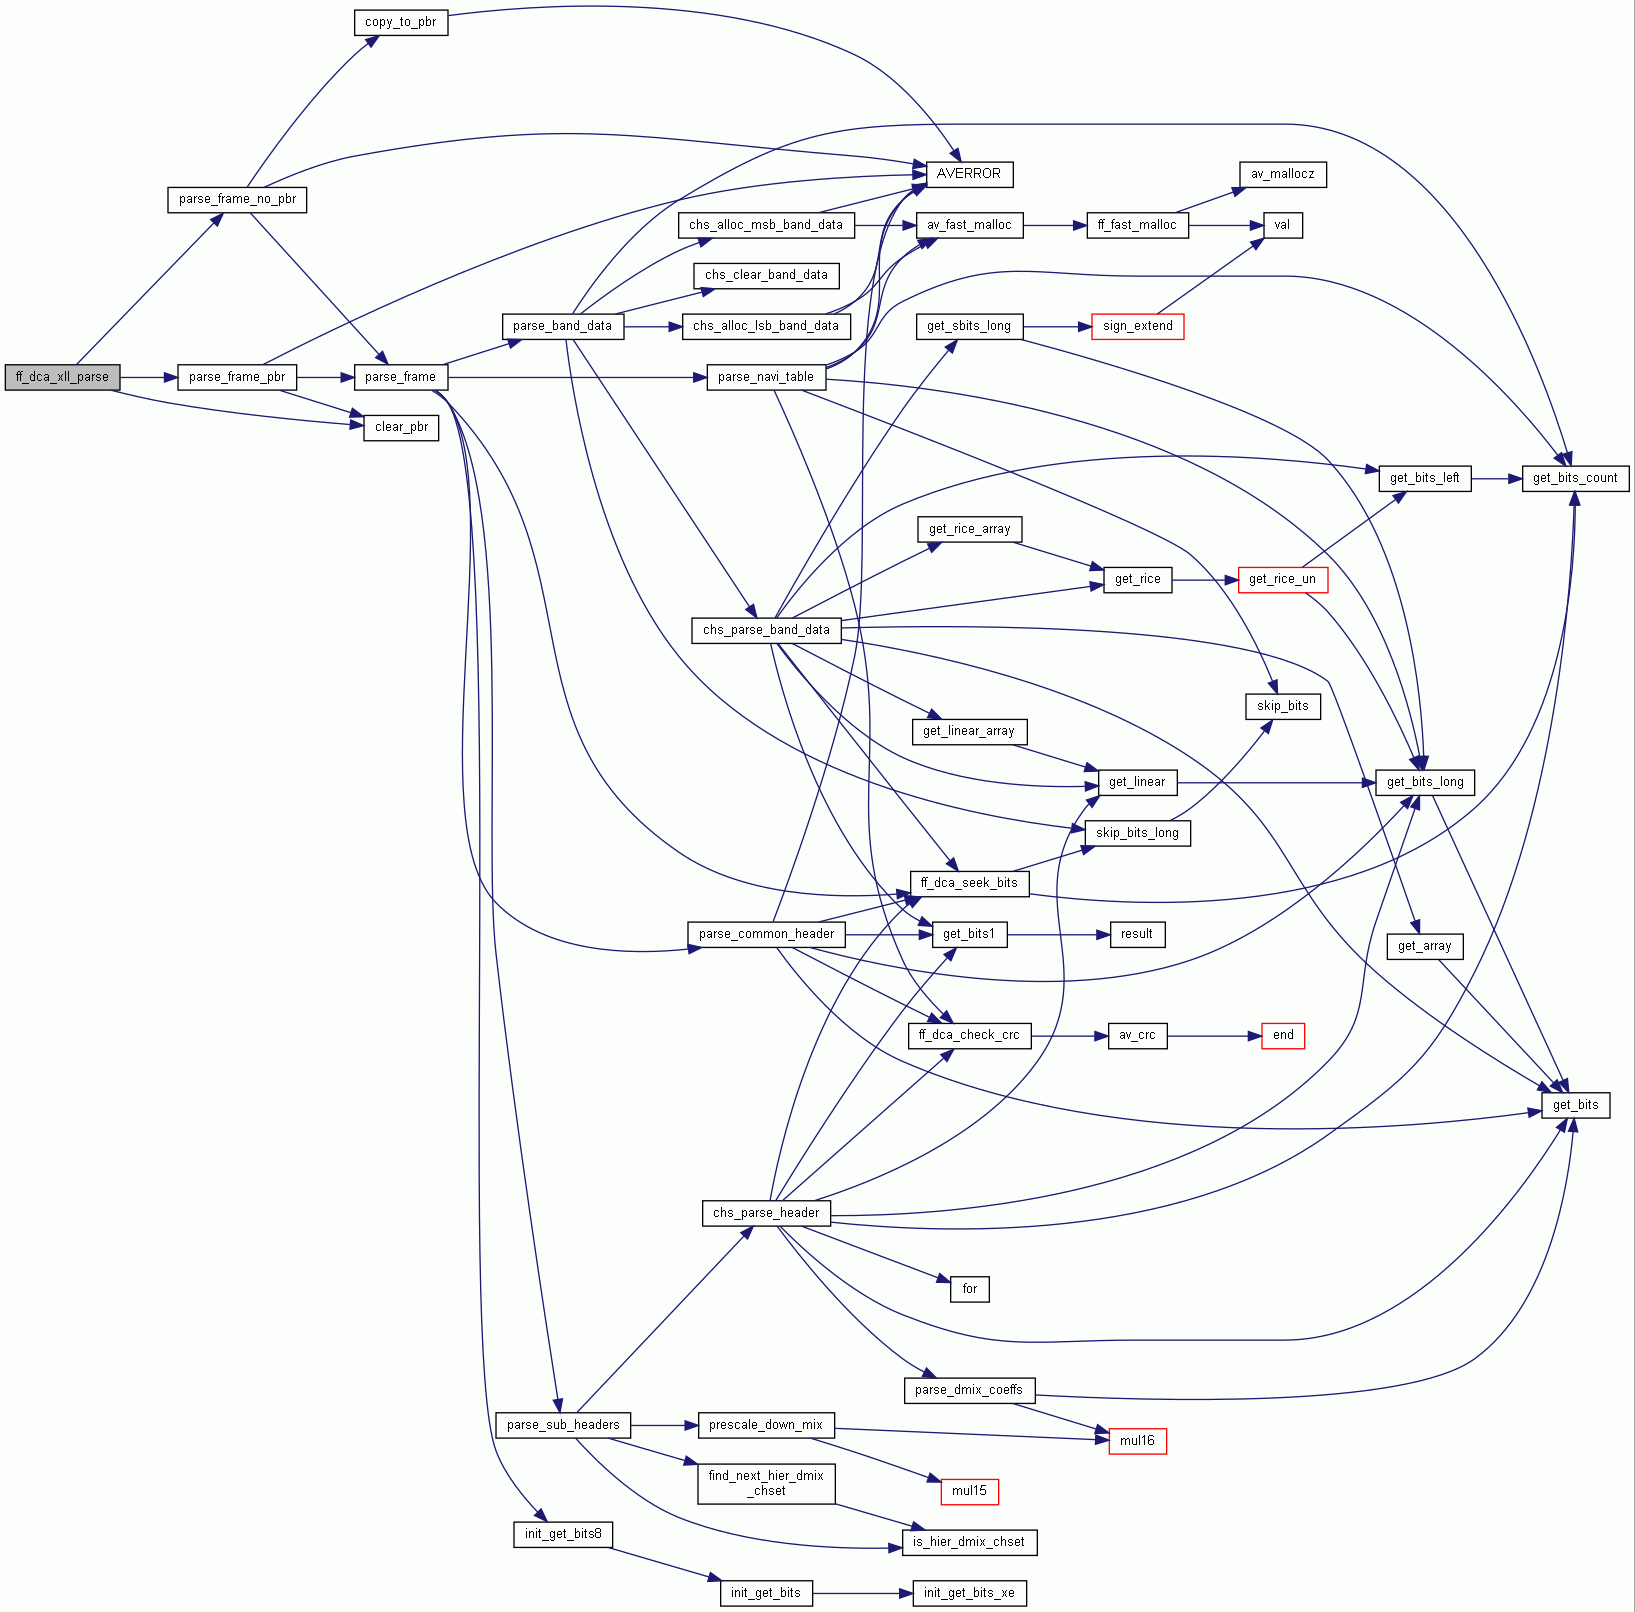 copy_to_pbr
AVERROR
av_mallocz
parse_frame_no_pbr
chs_alloc_msb_band_data
av_fast_malloc
ff_fast_malloc
val
chs_clear_band_data
parse_band_data
chs_alloc_lsb_band_data
get_sbits_long
sign_extend
ff_dca_xll_parse
parse_frame_pbr
parse_frame
parse_navi_table
clear_pbr
get_bits_left
get_bits_count
get_rice_array
get_rice
get_rice_un
chs_parse_band_data
skip_bits
get_linear_array
get_linear
get_bits_long
skip_bits_long
ff_dca_seek_bits
parse_common_header
get_bits1
result
get_array
ff_dca_check_crc
av_crc
end
get_bits
chs_parse_header
for
parse_dmix_coeffs
parse_sub_headers
prescale_down_mix
mul16
find_next_hier_dmix
_chset
mul15
init_get_bits8
is_hier_dmix_chset
init_get_bits
init_get_bits_xe